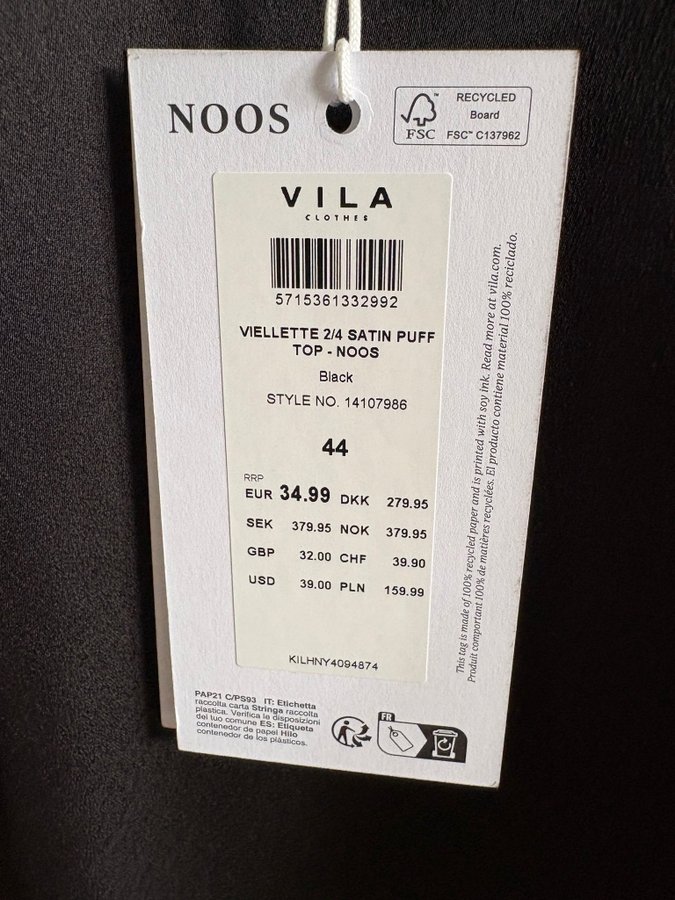 NOOS
RECYCLED
Board
FSC™ C137962
FSC
VILA
CLOTHES
5715361332992
VIELLETTE 2/4 SATIN PUFF
TOP - NOOS
Black
STYLE NO. 14107986
44
RRP
EUR 34.99 DKK 279.95
SEK 379.95 NOK 379.95
GBP 32.00 CHF 39.90
USD 39.00 PLN 159.99
KILHNY4094874
This tag is made of 100% recycled paper and is printed with soy ink. Read more at vila.com.
Produit comportant 100% de matières recyclées. El producto contiene material 100% reciclado.
PAP21 C/PS93 IT: Etichetta
raccolta carta Stringa raccolta
plastica. Verifica le disposizioni
del tuo comune ES: Etiqueta
contenedor de papel Hilo
contenedor de los plásticos.
FR